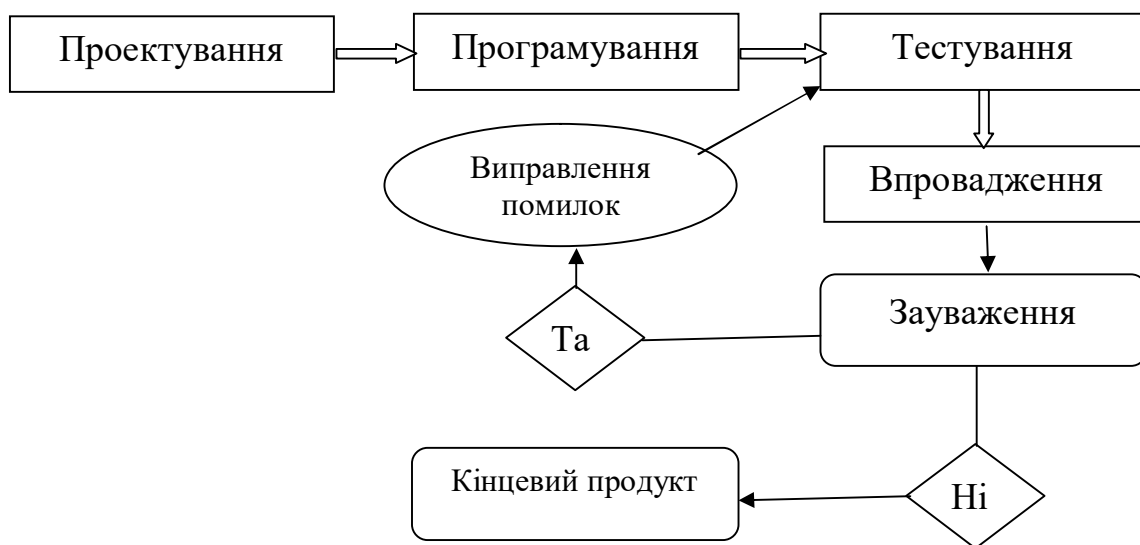 Проектування
Програмування
Тестування
Виправлення
помилок
Впровадження
Та
Зауваження
Кінцевий продукт
Ні